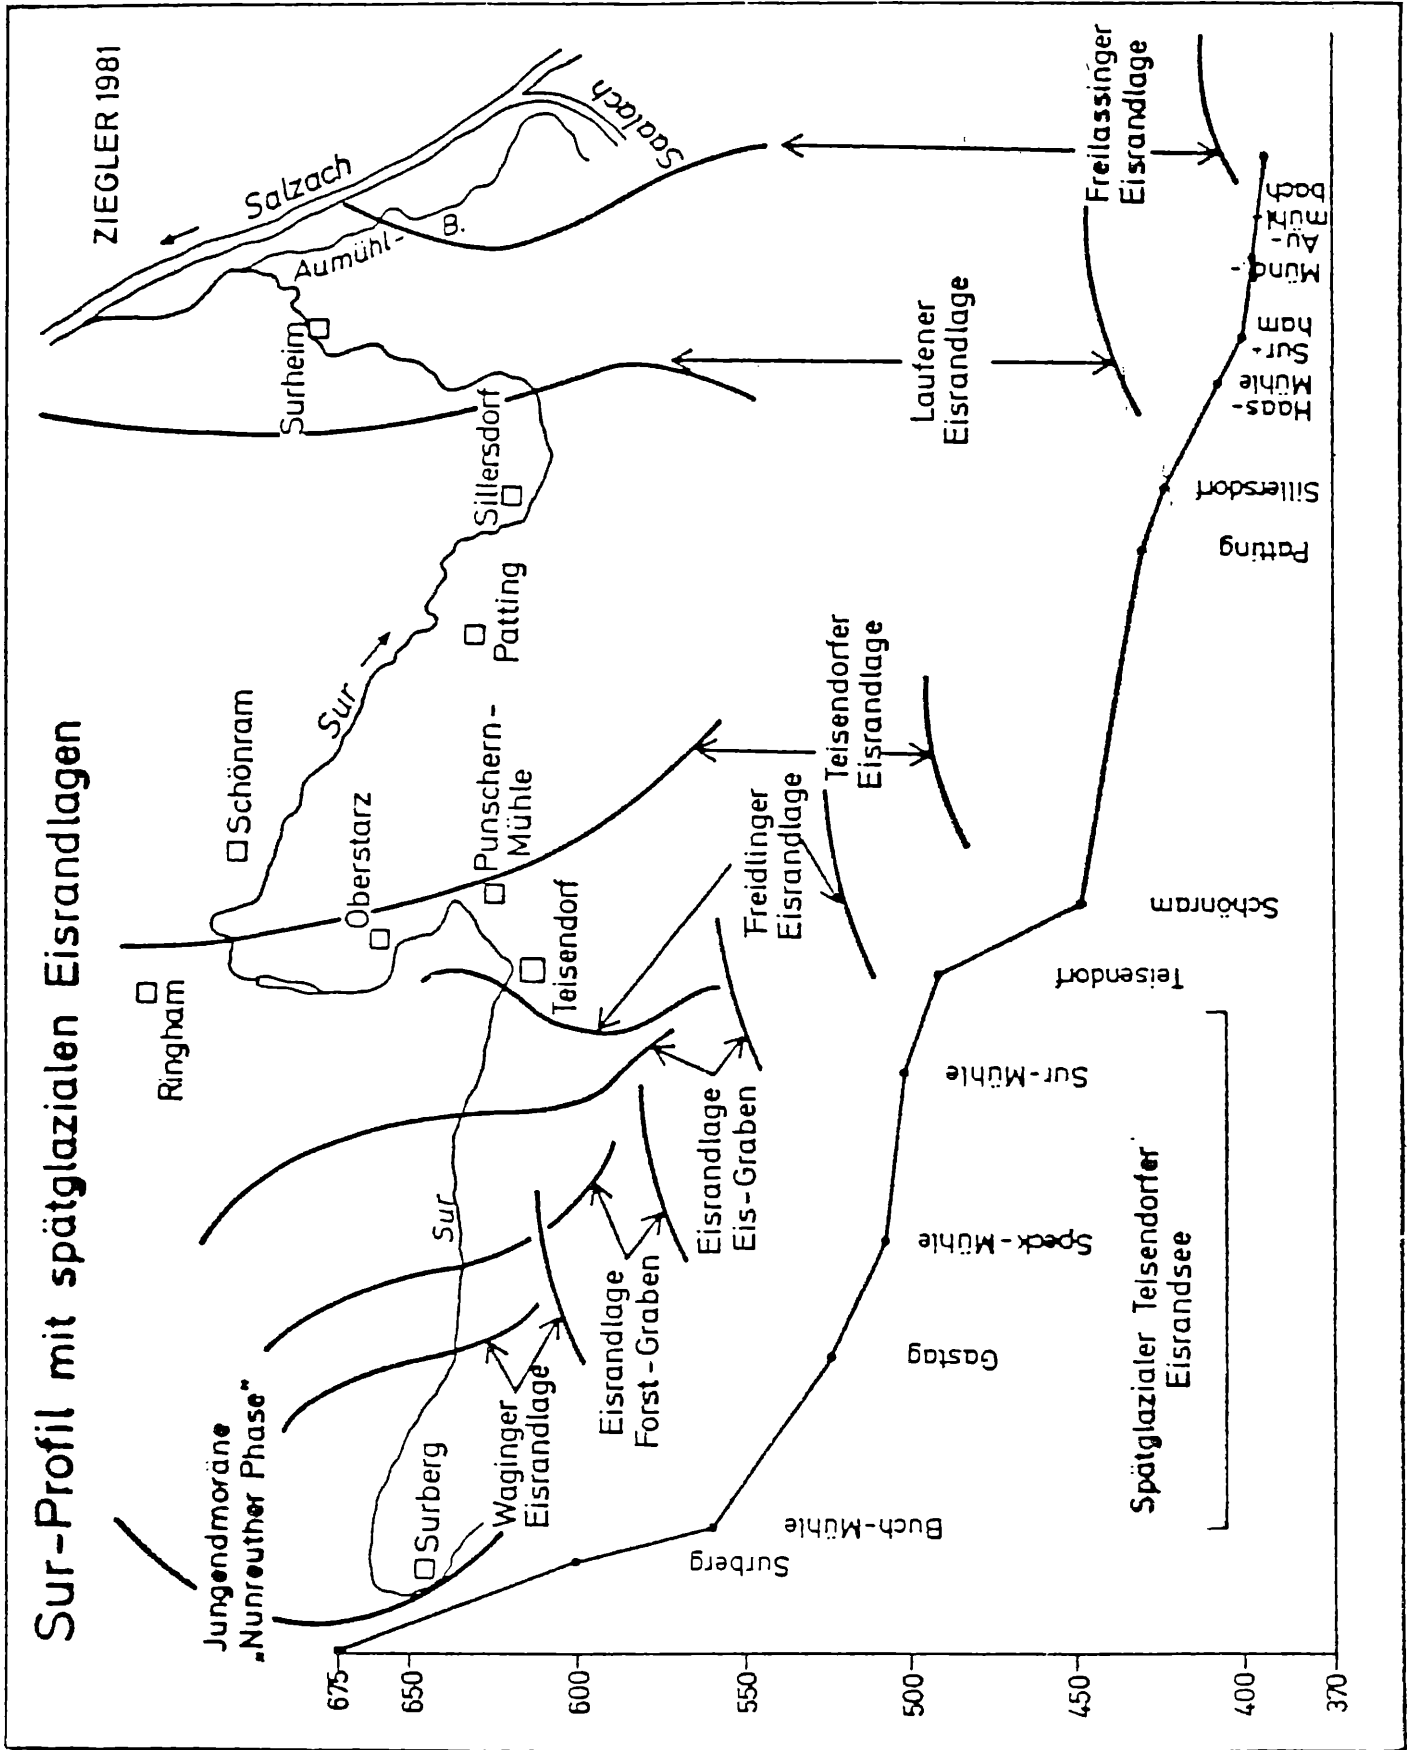 Sur-Profil mit spätglazialen Eisrandlagen
ZIEGLER 1981
Jungendmoräne
„Nunreuther Phase"
Ringham
Schönram
Oberstarz
Sur
Surheim
Salzach
Aumühl-
B.
Saalach
Surberg
Sur
Teisendorf
Punschern-
Mühle
Patting
Sillersdorf
Waginger
Eisrandlage
Eisrandlage
Forst-Graben
Eisrandlage
Eis-Graben
Freidlinger
Eisrandlage
Teisendorfer
Eisrandlage
Laufener
Eisrandlage
Freilassinger
Eisrandlage
675
650
600
550
500
450
400
370
Surberg
Buch-Mühle
Gastag
Speck-Mühle
Sur-Mühle
Teisendorf
Schönram
Patting
Sillersdorf
Haas-
Mühle
Sur-
ham
Münd-
Au-
mühl
bach
Spätglazialer Teisendorfer
Eisrandsee